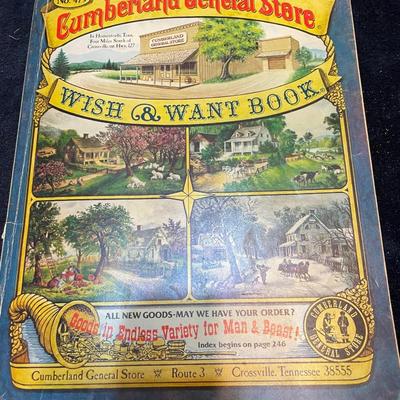 Cumberland General Store
In Homestead, Tenn.
Four Miles South of
Crossville on Hwy. 127
CUMBERLAND
GENERAL STORE
WISH & WANT BOOK
ALL NEW GOODS-MAY WE HAVE YOUR ORDER?
Goods in Endless Variety for Man & Beast!
Index begins on page 246
CUMBERLAND
GENERAL STORE
Cumberland General Store Route 3 Crossville, Tennessee 38555